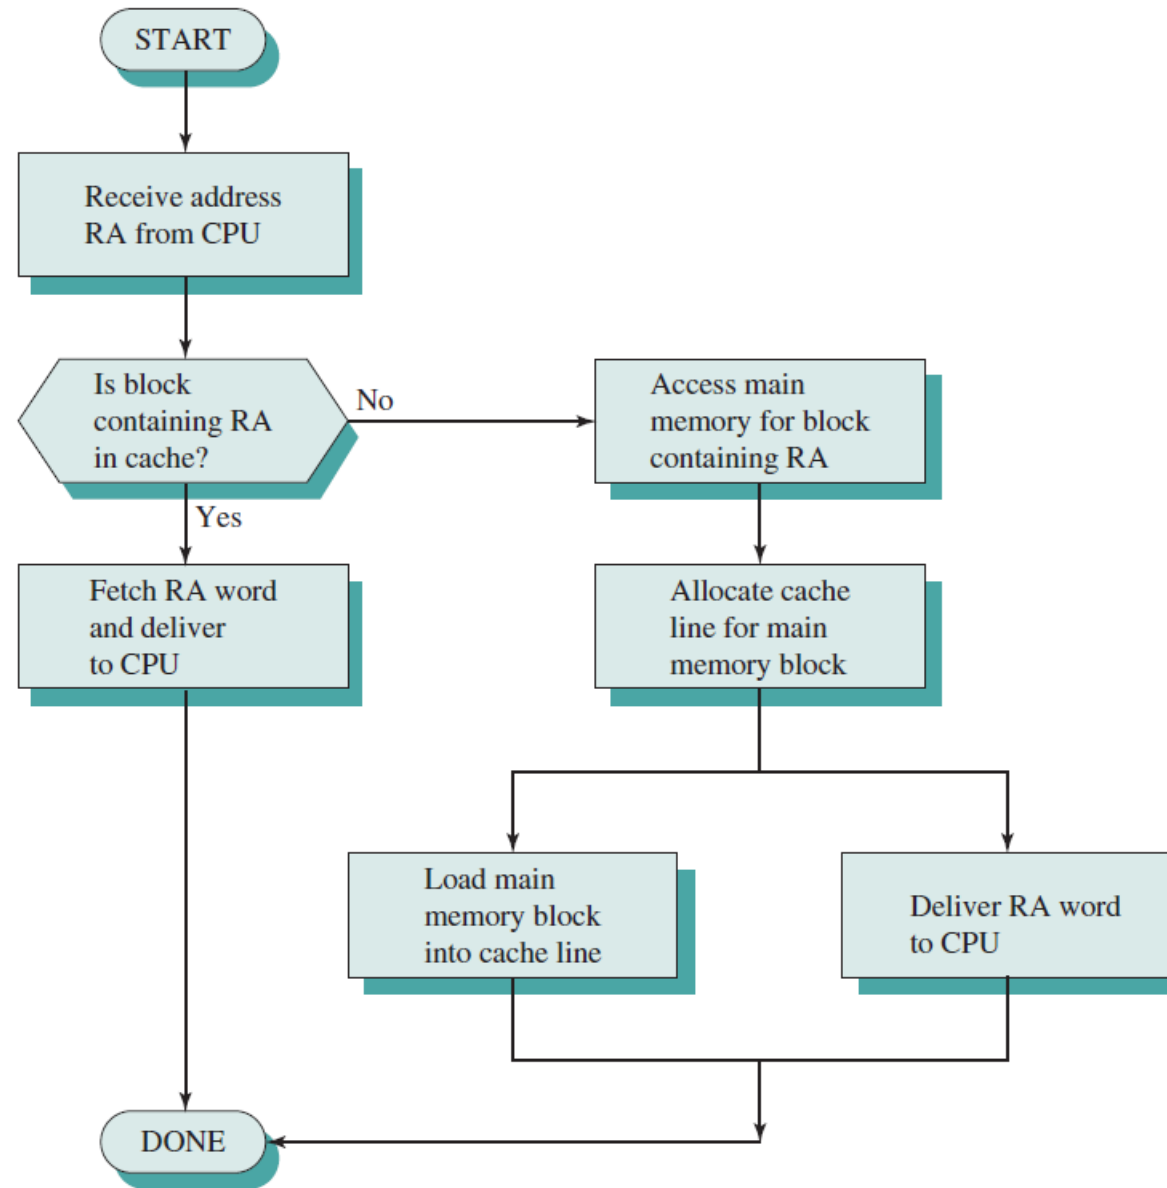 START
Receive address
RA from CPU
Is block
containing RA
in cache?
No
Access main
memory for block
containing RA
Yes
Fetch RA word
and deliver
to CPU
Allocate cache
line for main
memory block
Load main
memory block
into cache line
Deliver RA word
to CPU
DONE